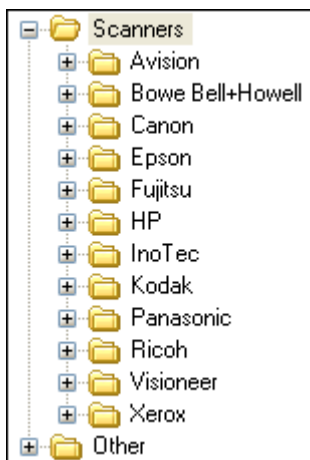 Scanners
Avision
Bowe Bell+Howell
Canon
Epson
Fujitsu
HP
InoTec
Kodak
Panasonic
Ricoh
Visioneer
Xerox
Other